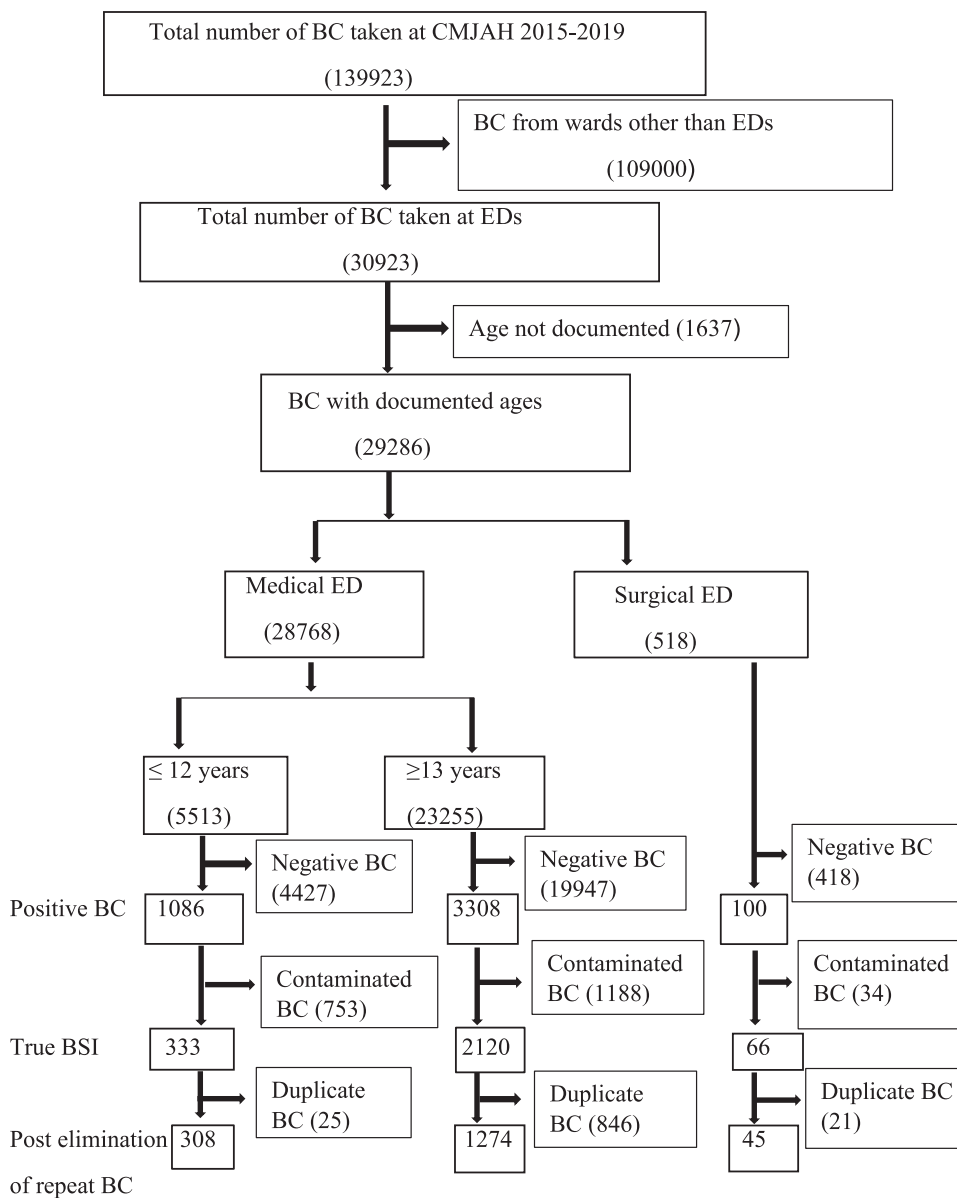 Total number of BC taken at CMJAH 2015-2019
(139923)
BC from wards other than EDs
(109000)
Total number of BC taken at EDs
(30923)
Age not documented (1637)
BC with documented ages
(29286)
Medical ED
(28768)
Surgical ED
(518)
≤ 12 years
(5513)
≥13 years
(23255)
Negative BC
(4427)
Negative BC
(19947)
Negative BC
(418)
Positive BC
1086
3308
100
Contaminated
BC (753)
Contaminated
BC (1188)
Contaminated
BC (34)
True BSI
333
2120
66
Duplicate
BC (25)
Duplicate
BC (846)
Duplicate BC
(21)
Post elimination
of repeat BC
308
1274
45